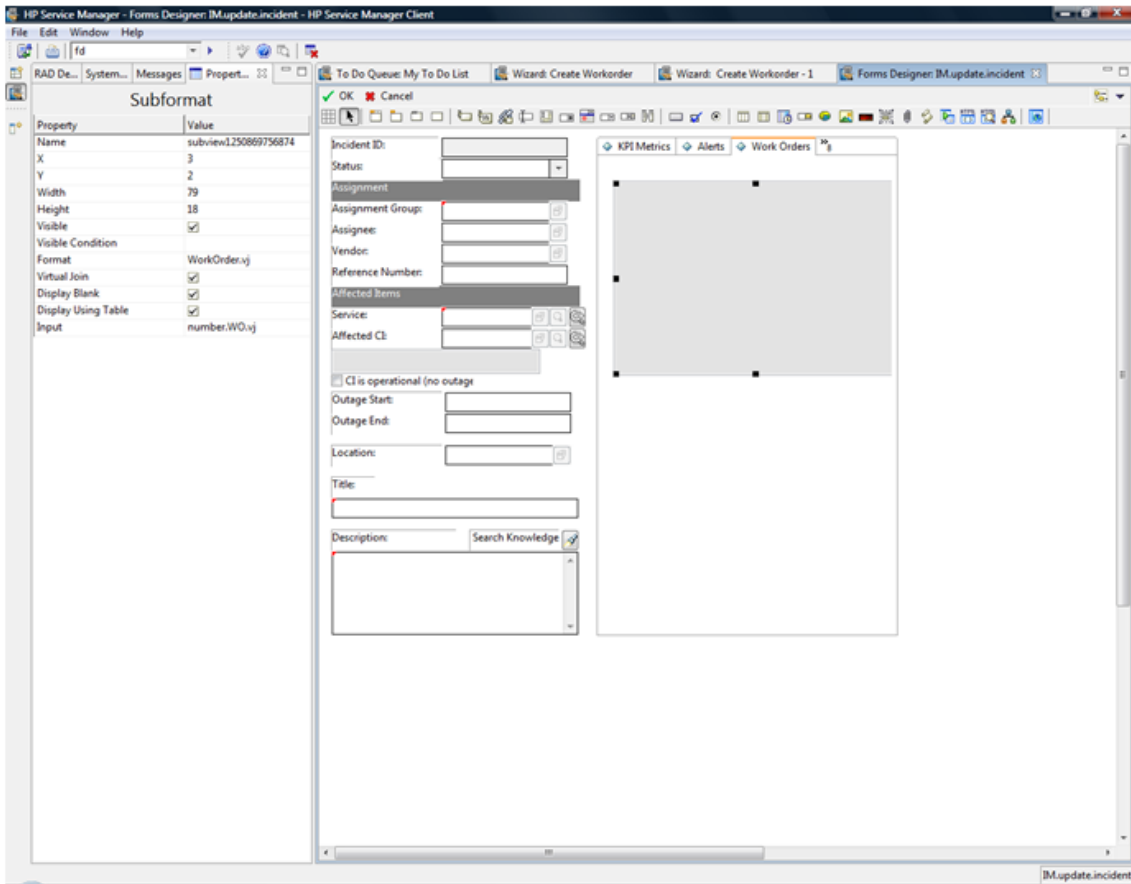 HP Service Manager - Forms Designer: IM.update.incident - HP Service Manager Client
File Edit Window Help
fd
RAD De... System... Messages Propert...
To Do Queue: My To Do List Wizard: Create Workorder Wizard: Create Workorder - 1 Forms Designer: IM.update.incident
Subformat
OK Cancel
Property Value
Name subview1250869756874
X 3
Y 2
Width 79
Height 18
Visible
Visible Condition
Format WorkOrder.vj
Virtual Join
Display Blank
Display Using Table
Input number.WO.vj
Incident ID:
Status:
Assignment
Assignment Group:
Assignee:
Vendor:
Reference Number:
Affected Items
Service:
Affected CI:
CI is operational (no outage
Outage Start:
Outage End:
Location:
Title:
Description: Search Knowledge
KPI Metrics Alerts Work Orders »8
IM.update.incident